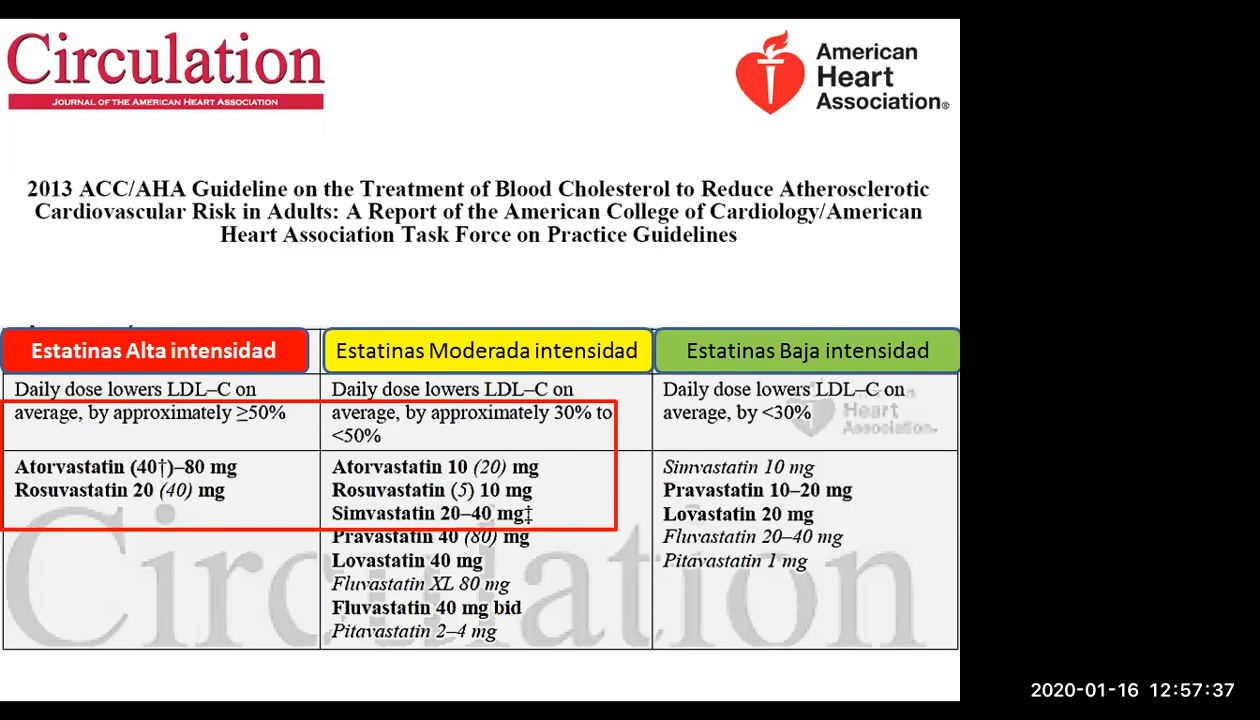 Circulation
JOURNAL OF THE AMERICAN HEART ASSOCIATION
American
Heart
Association®
2013 ACC/AHA Guideline on the Treatment of Blood Cholesterol to Reduce Atherosclerotic
Cardiovascular Risk in Adults: A Report of the American College of Cardiology/American
Heart Association Task Force on Practice Guidelines
Estatinas Alta intensidad
Daily dose lowers LDL–C on
average, by approximately ≥50%
Atorvastatin (40†)–80 mg
Rosuvastatin 20 (40) mg
Estatinas Moderada intensidad
Daily dose lowers LDL–C on
average, by approximately 30% to
<50%
Atorvastatin 10 (20) mg
Rosuvastatin (5) 10 mg
Simvastatin 20–40 mg‡
Pravastatin 40 (80) mg
Lovastatin 40 mg
Fluvastatin XL 80 mg
Fluvastatin 40 mg bid
Pitavastatin 2–4 mg
Estatinas Baja intensidad
Daily dose lowers LDL–C on
average, by <30%
Simvastatin 10 mg
Pravastatin 10–20 mg
Lovastatin 20 mg
Fluvastatin 20–40 mg
Pitavastatin 1 mg
Heart
Association®
Circulation
2020-01-16 12:57:37